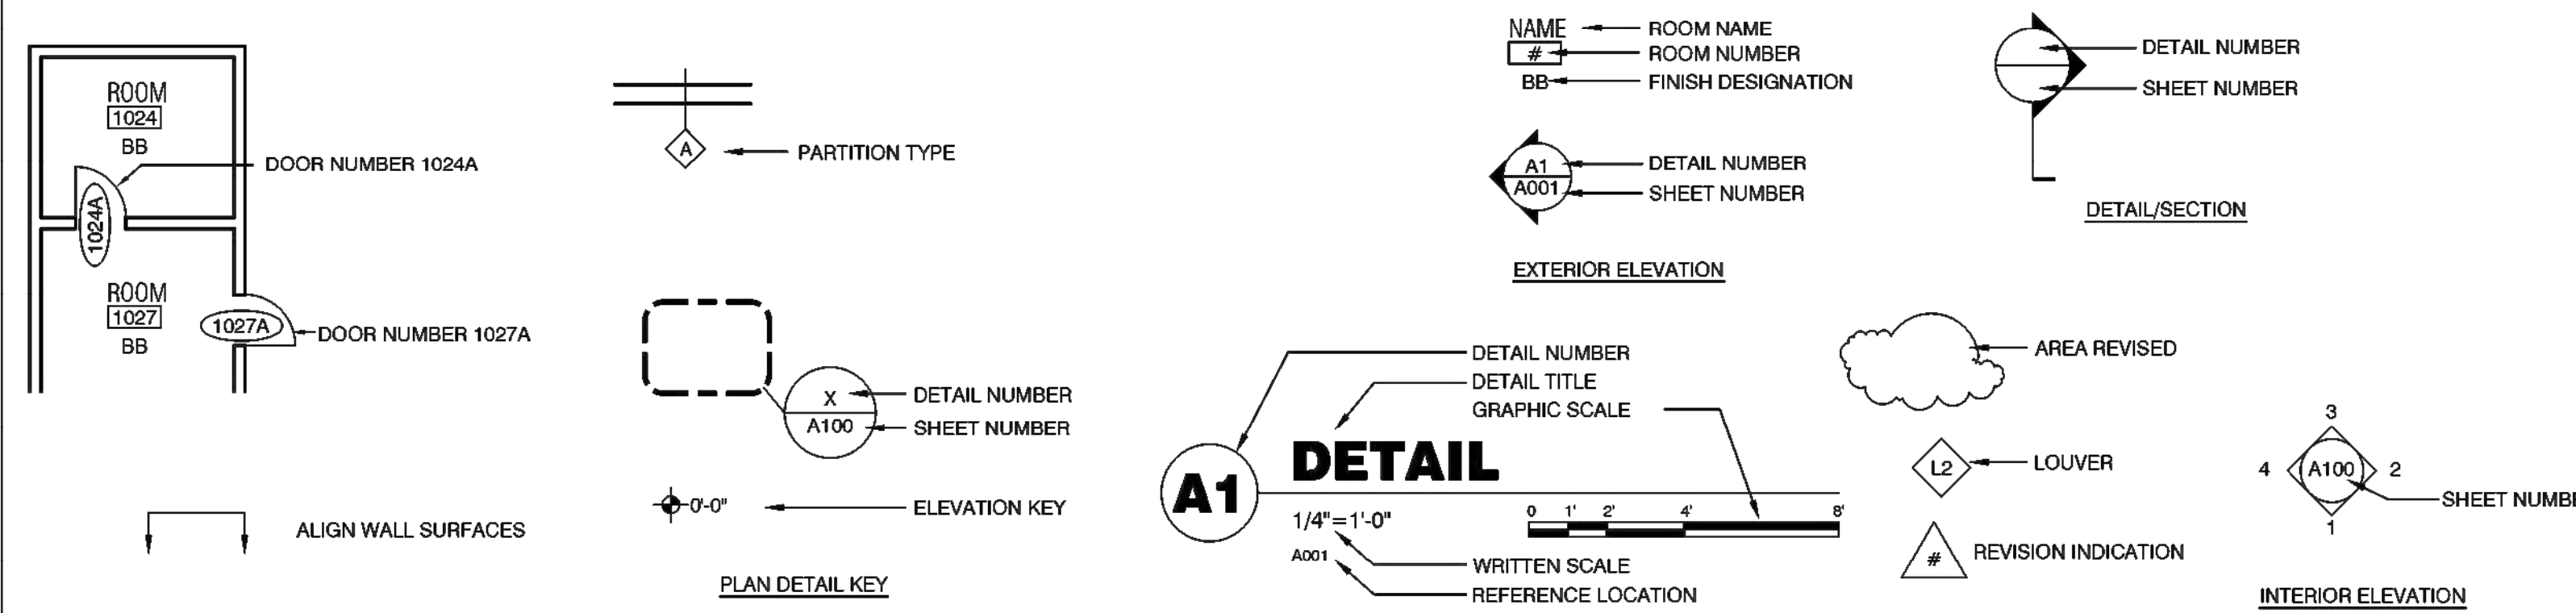 ROOM
1024
BB
DOOR NUMBER 1024A
1024A
ROOM
1027
BB
1027A
DOOR NUMBER 1027A
ALIGN WALL SURFACES
A
PARTITION TYPE
X
A100
DETAIL NUMBER
SHEET NUMBER
0'-0"
ELEVATION KEY
PLAN DETAIL KEY
NAME
ROOM NAME
#
ROOM NUMBER
BB
FINISH DESIGNATION
A1
A001
DETAIL NUMBER
SHEET NUMBER
EXTERIOR ELEVATION
DETAIL NUMBER
SHEET NUMBER
DETAIL/SECTION
DETAIL NUMBER
DETAIL TITLE
GRAPHIC SCALE
A1
DETAIL
1/4"=1'-0"
A001
0 1' 2' 4' 8'
WRITTEN SCALE
REFERENCE LOCATION
AREA REVISED
L2
LOUVER
#
REVISION INDICATION
3
4
A100
2
1
SHEET NUMBE
INTERIOR ELEVATION